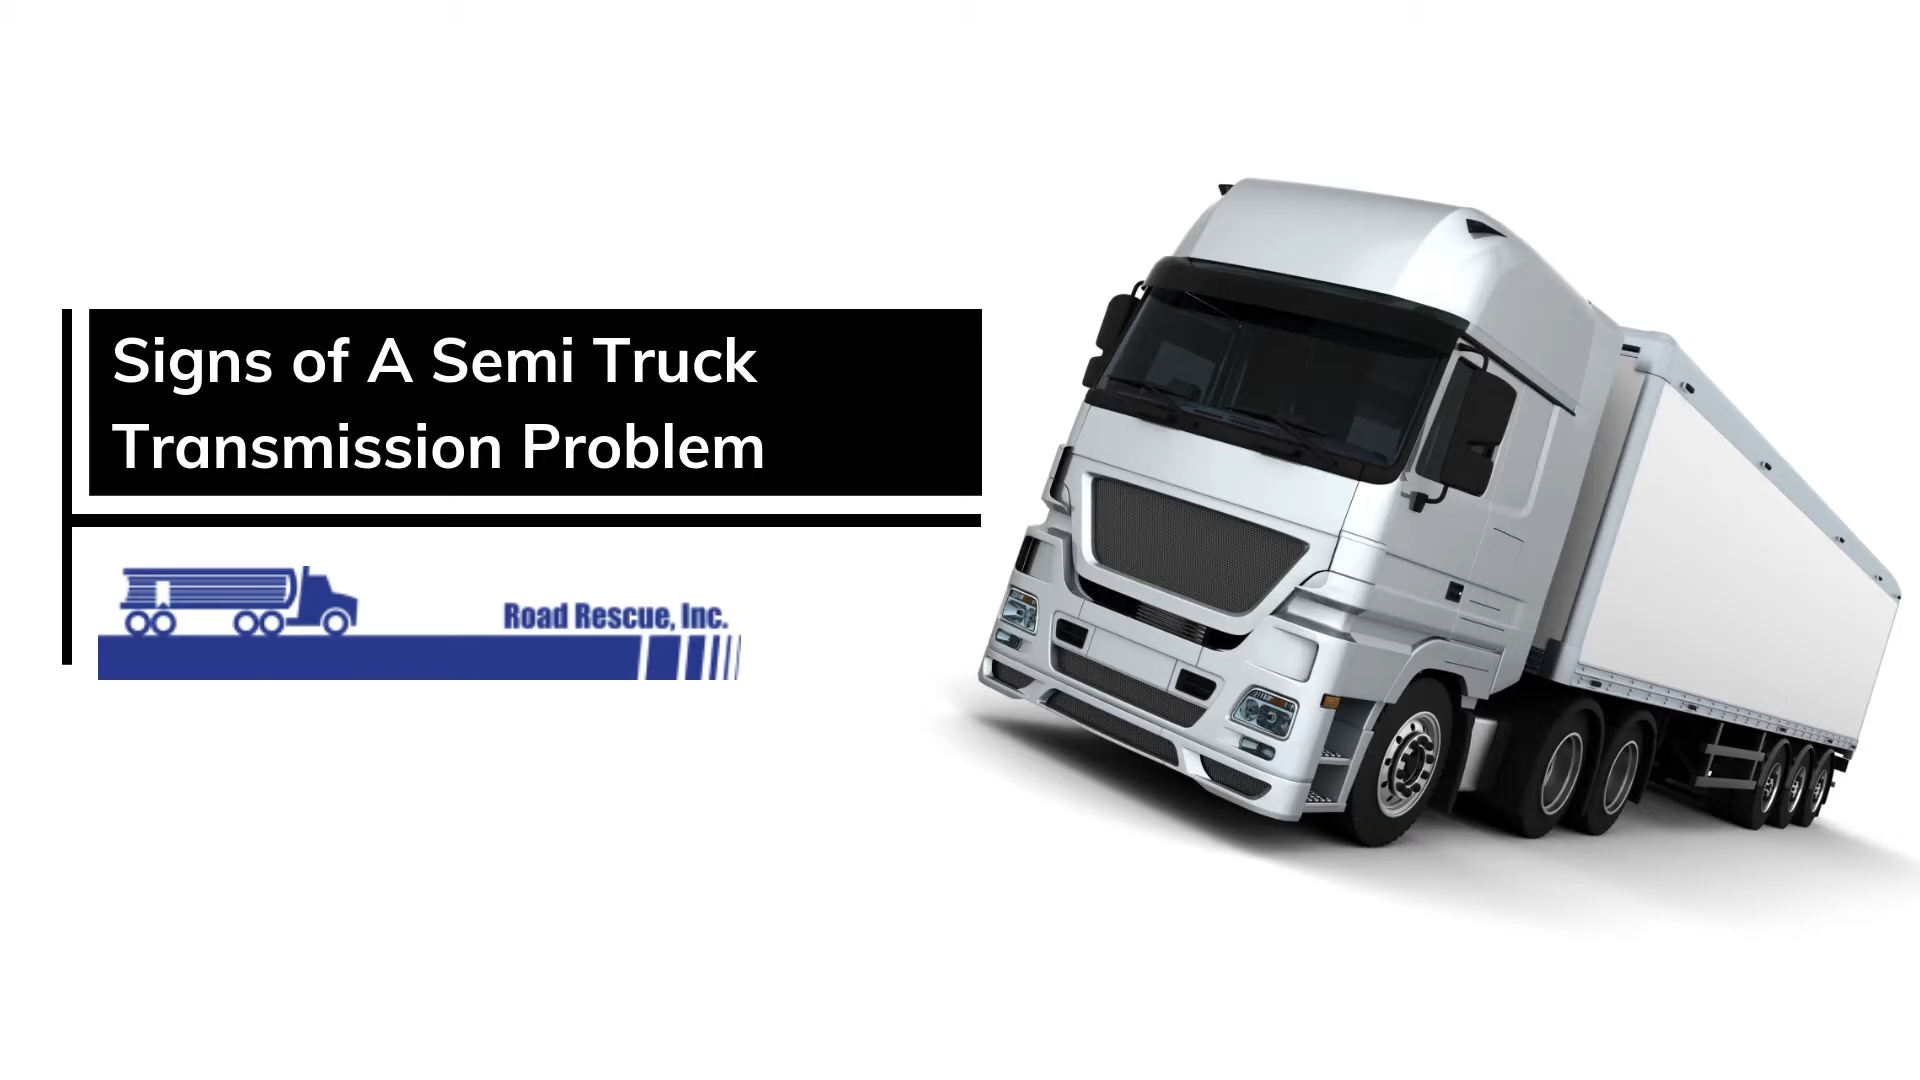 Signs of A Semi Truck
Transmission Problem
Road Rescue, Inc.